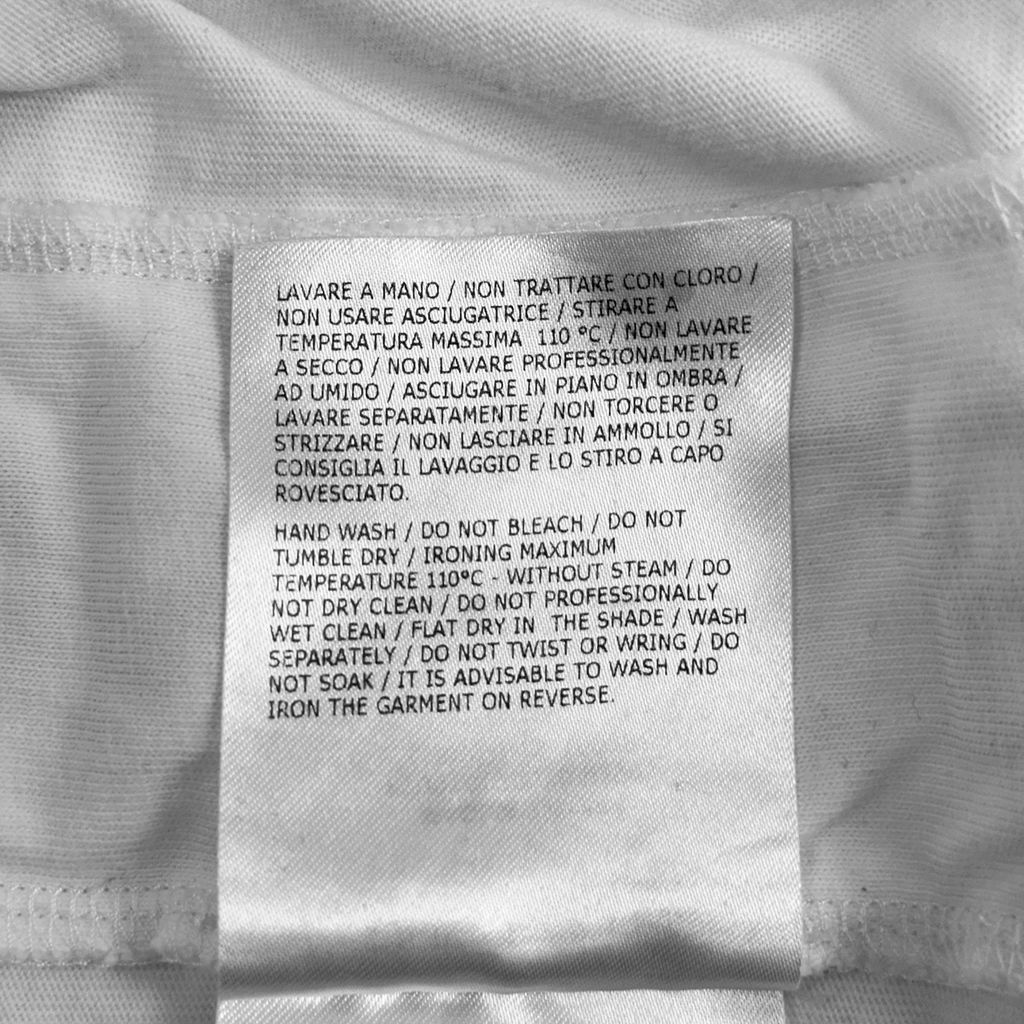 LAVARE A MANO / NON TRATTARE CON CLORO /
NON USARE ASCIUGATRICE / STIRARE A
TEMPERATURA MASSIMA 110 °C / NON LAVARE
A SECCO / NON LAVARE PROFESSIONALMENTE
AD UMIDO / ASCIUGARE IN PIANO IN OMBRA /
LAVARE SEPARATAMENTE / NON TORCERE O
STRIZZARE / NON LASCIARE IN AMMOLLO / SI
CONSIGLIA IL LAVAGGIO E LO STIRO A CAPO
ROVESCIATO.
HAND WASH / DO NOT BLEACH / DO NOT
TUMBLE DRY / IRONING MAXIMUM
TEMPERATURE 110°C - WITHOUT STEAM / DO
NOT DRY CLEAN / DO NOT PROFESSIONALLY
WET CLEAN / FLAT DRY IN THE SHADE / WASH
SEPARATELY / DO NOT TWIST OR WRING / DO
NOT SOAK / IT IS ADVISABLE TO WASH AND
IRON THE GARMENT ON REVERSE.